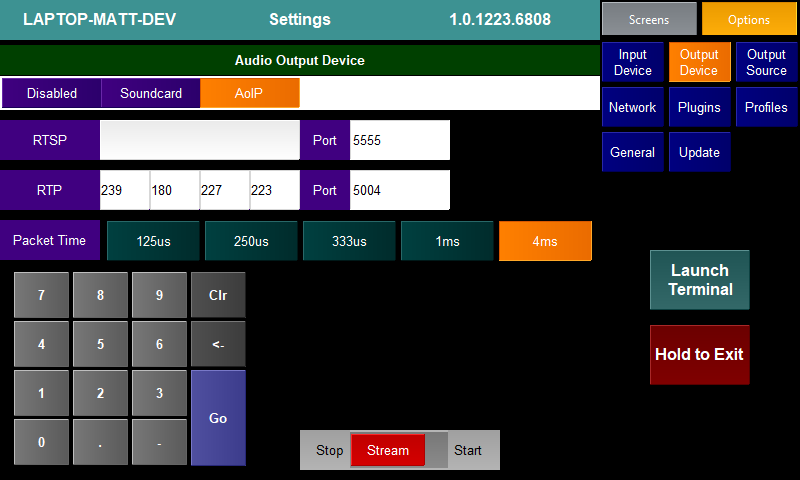 LAPTOP-MATT-DEV Settings 1.0.1223.6808 Screens Options
Audio Output Device
Input Device Output Device Output Source
Disabled Soundcard AoIP
Network Plugins Profiles
RTSP Port 5555
General Update
RTP 239 180 227 223 Port 5004
Packet Time 125us 250us 333us 1ms 4ms
Launch
Terminal
7 8 9 Clr
4 5 6 <-
Hold to Exit
1 2 3
Go
0 . -
Stop Stream Start